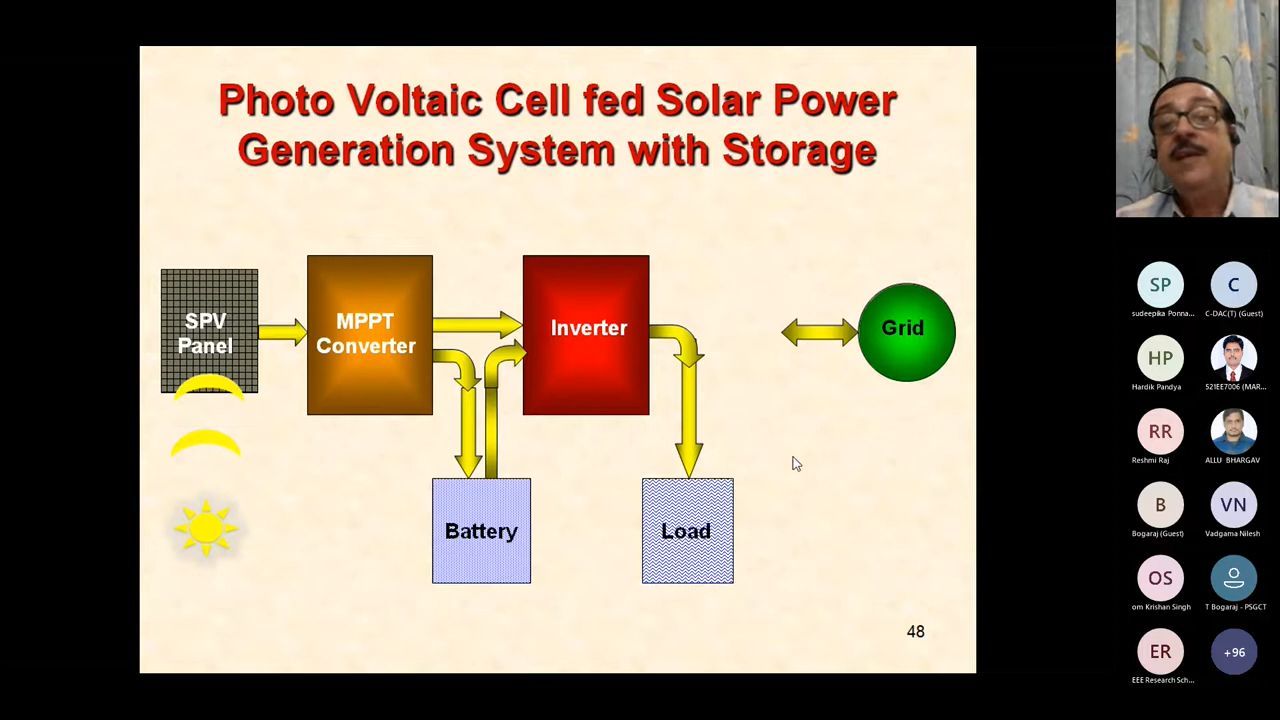 Photo Voltaic Cell fed Solar Power
Generation System with Storage
SPV
Panel
MPPT
Converter
Inverter
Grid
Battery
Load
48
SP
sudeepika Ponna...
C
C-DAC(T) (Guest)
HP
Hardik Pandya
521EE7006 (MAR...
RR
Reshmi Raj
ALLU BHARGAV
B
Bogaraj (Guest)
VN
Vadgama Nilesh
OS
om Krishan Singh
T Bogaraj - PSGCT
ER
EEE Research Sch...
+96